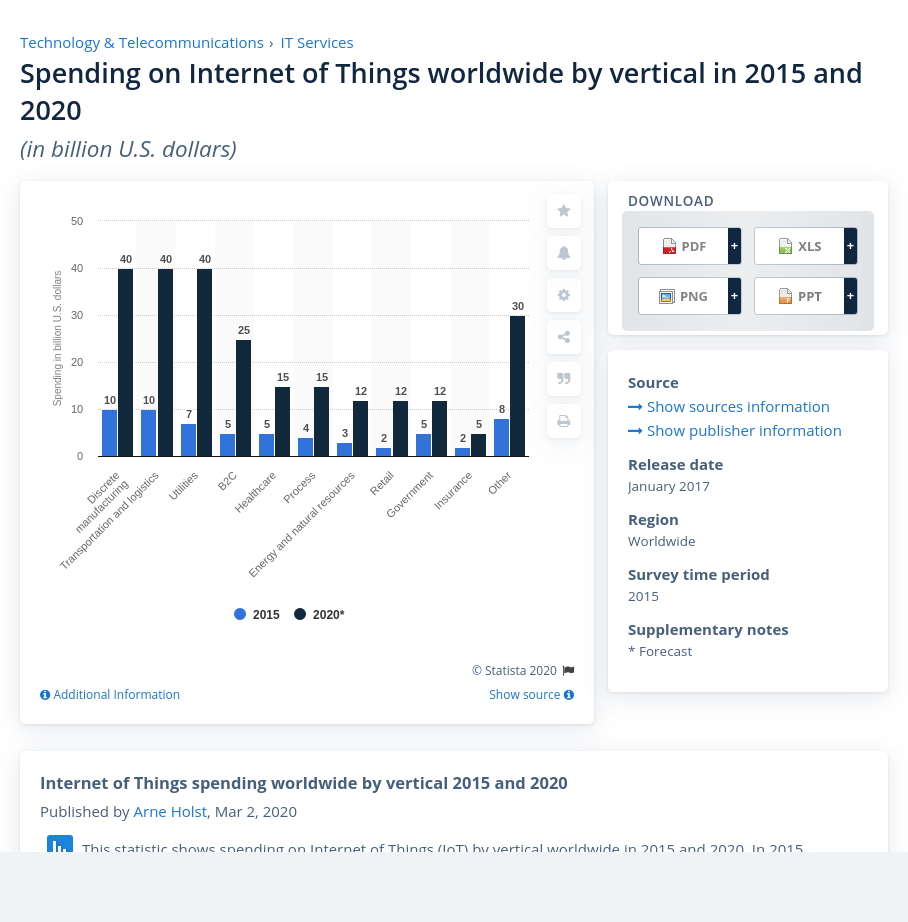 Technology & Telecommunications › IT Services
Spending on Internet of Things worldwide by vertical in 2015 and
2020
(in billion U.S. dollars)
Spending in billion U.S. dollars
50
40
30
20
10
0
10
40
10
40
7
40
5
25
5
15
4
15
3
12
2
12
5
12
2
5
8
30
Discrete
manufacturing
Transportation and logistics
Utilities
B2C
Healthcare
Process
Energy and natural resources
Retail
Government
Insurance
Other
2015 2020*
© Statista 2020
Additional Information Show source
DOWNLOAD
PDF + XLS +
PNG + PPT +
Source
Show sources information
Show publisher information
Release date
January 2017
Region
Worldwide
Survey time period
2015
Supplementary notes
* Forecast
Internet of Things spending worldwide by vertical 2015 and 2020
Published by Arne Holst, Mar 2, 2020
This statistic shows spending on Internet of Things (IoT) by vertical worldwide in 2015 and 2020. In 2015,